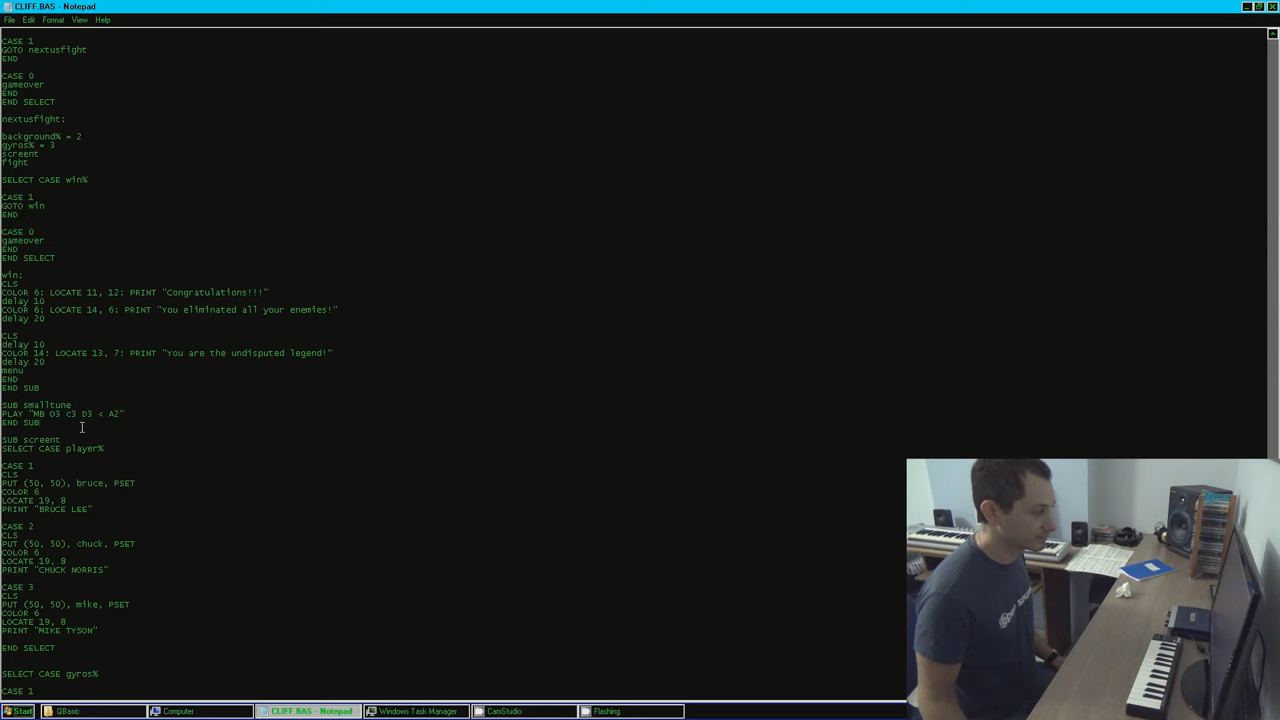 CLIFF.BAS - Notepad
File Edit Format View Help
CASE 1
GOTO nextusfight
END
CASE 0
gameover
END
END SELECT
nextusfight:
background% = 2
gyros% = 3
screent
fight
SELECT CASE win%
CASE 1
GOTO win
END
CASE 0
gameover
END
END SELECT
win:
CLS
COLOR 6: LOCATE 11, 12: PRINT "Congratulations!!!"
delay 10
COLOR 6: LOCATE 14, 6: PRINT "You eliminated all your enemies!"
delay 20
CLS
delay 10
COLOR 14: LOCATE 13, 7: PRINT "You are the undisputed legend!"
delay 20
menu
END
END SUB
SUB smalltune
PLAY "MB O3 c3 D3 < A2"
END SUB
SUB screent
SELECT CASE player%
CASE 1
CLS
PUT (50, 50), bruce, PSET
COLOR 6
LOCATE 19, 8
PRINT "BRUCE LEE"
CASE 2
CLS
PUT (50, 50), chuck, PSET
COLOR 6
LOCATE 19, 8
PRINT "CHUCK NORRIS"
CASE 3
CLS
PUT (50, 50), mike, PSET
COLOR 6
LOCATE 19, 8
PRINT "MIKE TYSON"
END SELECT
SELECT CASE gyros%
CASE 1
Start QBasic Computer CLIFF.BAS - Notepad Windows Task Manager CamStudio Flashing